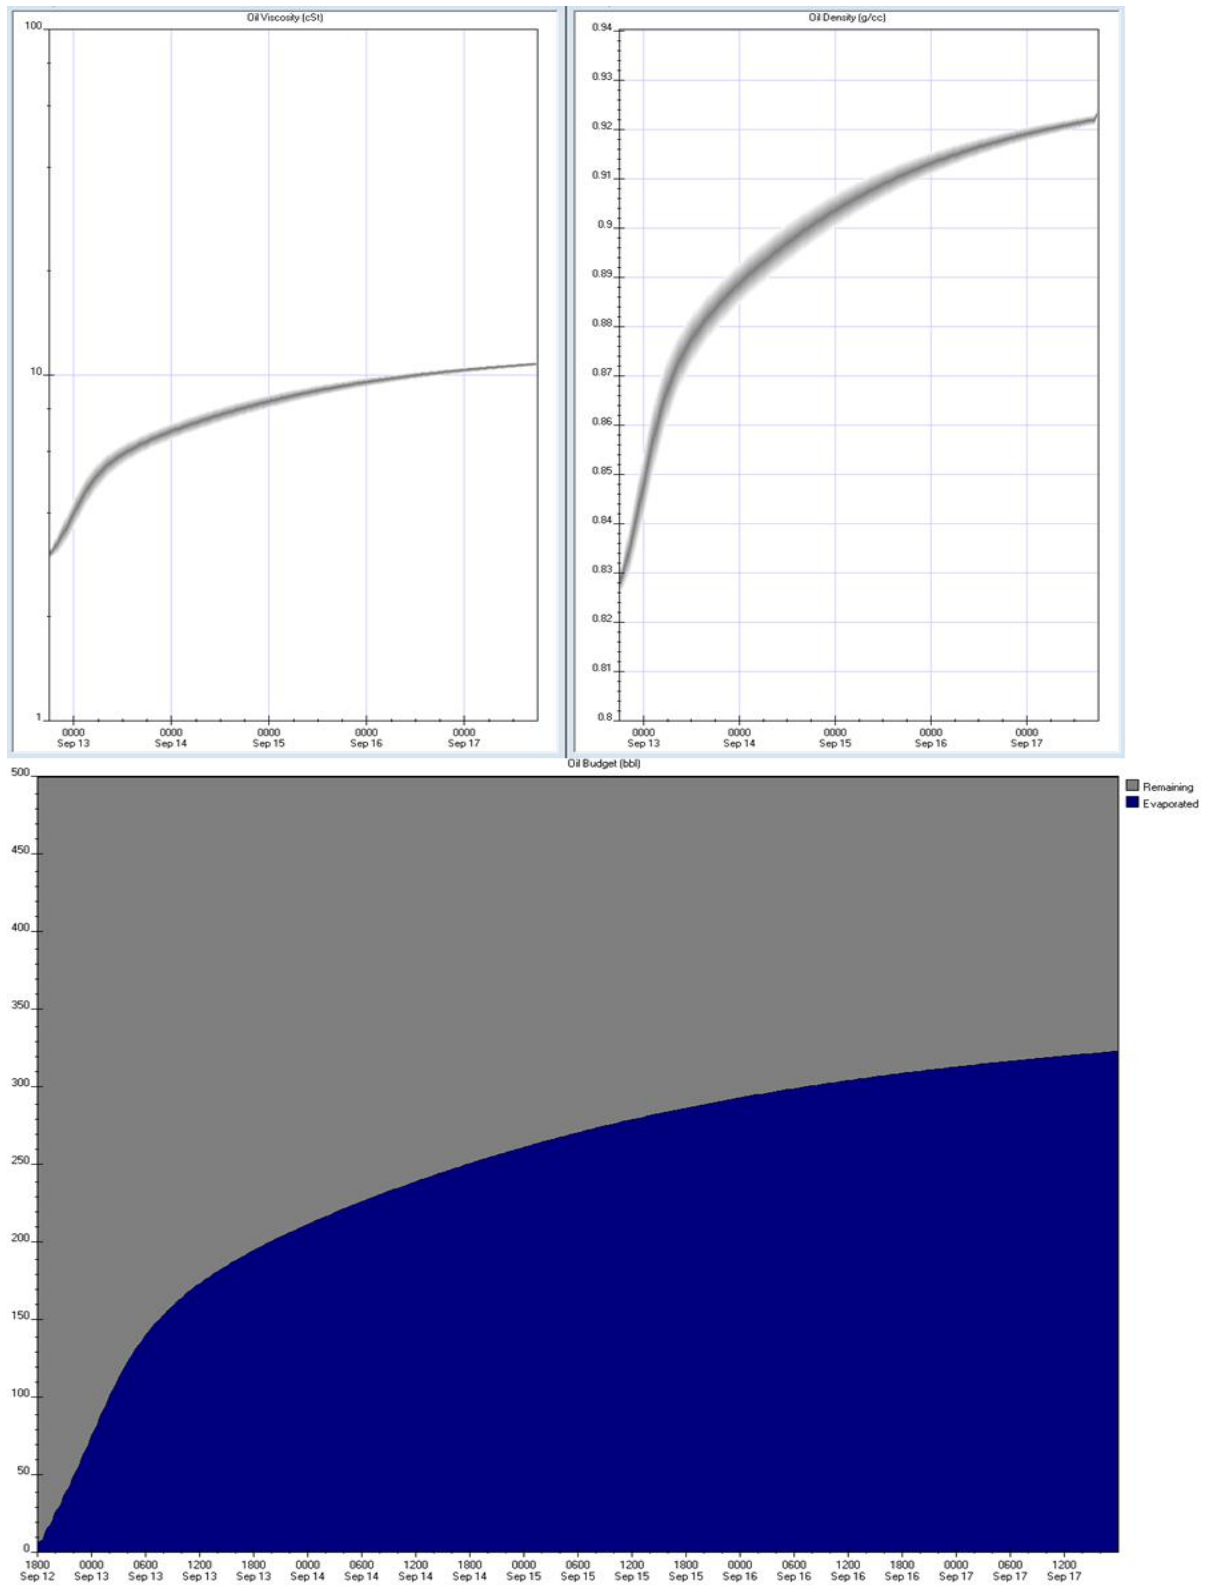 Oil Viscosity (cSt)
100
10
1
0000 0000 0000 0000 0000
Sep 13 Sep 14 Sep 15 Sep 16 Sep 17
Oil Density (g/cc)
0.94
0.93
0.92
0.91
0.9
0.89
0.88
0.87
0.86
0.85
0.84
0.83
0.82
0.81
0.8
0000 0000 0000 0000 0000
Sep 13 Sep 14 Sep 15 Sep 16 Sep 17
Oil Budget (bbl)
500
450
400
350
300
250
200
150
100
50
0
1800 0000 0600 1200 1800 0000 0600 1200 1800 0000 0600 1200 1800 0000 0600 1200 1800 0000 0600 1200
Sep 12 Sep 13 Sep 13 Sep 13 Sep 13 Sep 14 Sep 14 Sep 14 Sep 14 Sep 15 Sep 15 Sep 15 Sep 15 Sep 16 Sep 16 Sep 16 Sep 16 Sep 17 Sep 17 Sep 17
Remaining
Evaporated